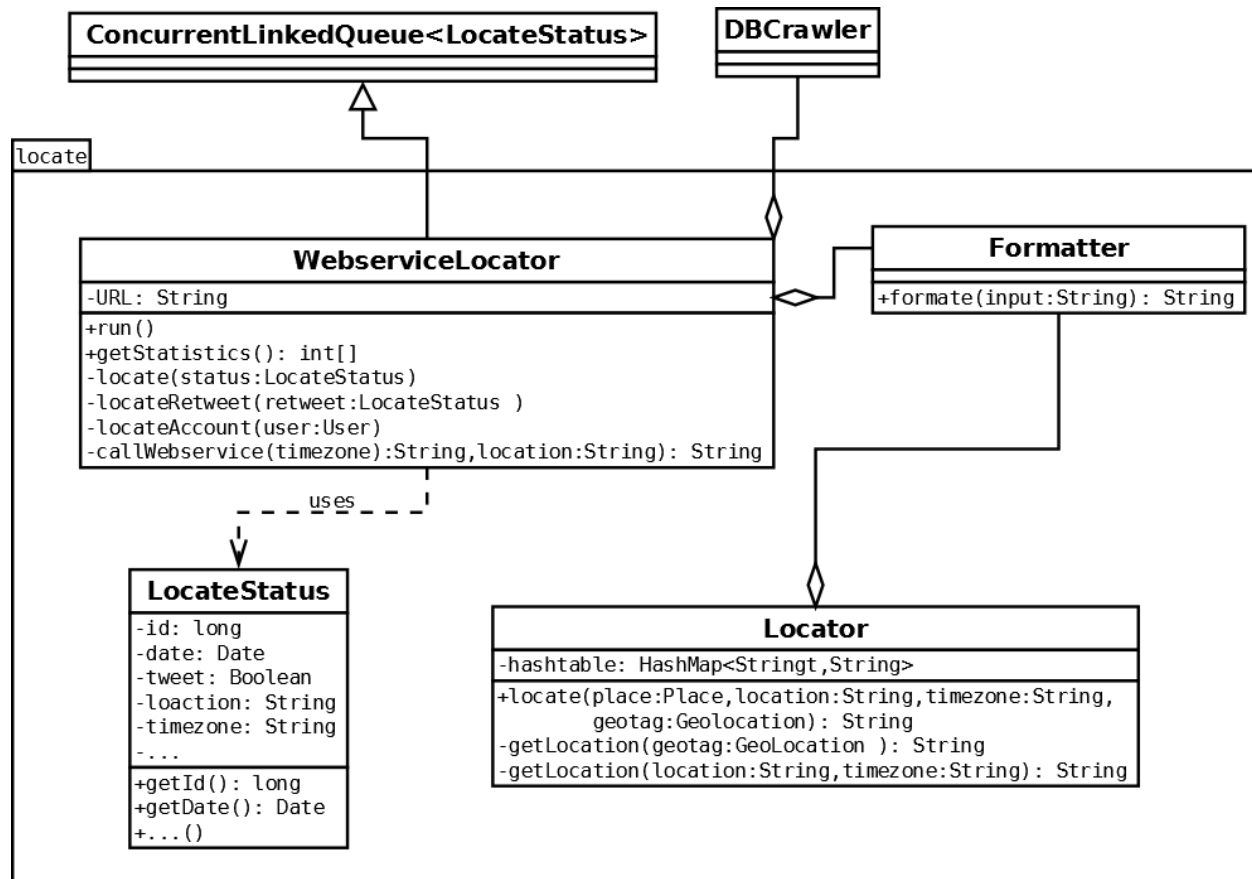 ConcurrentLinkedQueue<LocateStatus>
DBCrawler
locate
WebserviceLocator
-URL: String
+run()
+getStatistics(): int[]
-locate(status:LocateStatus)
-locateRetweet(retweet:LocateStatus )
-locateAccount(user:User)
-callWebservice(timezone):String,location:String): String
Formatter
+formate(input:String): String
uses
LocateStatus
-id: long
-date: Date
-tweet: Boolean
-loaction: String
-timezone: String
-...
+getId(): long
+getDate(): Date
+...()
Locator
-hashtable: HashMap<Stringt,String>
+locate(place:Place,location:String,timezone:String,
geotag:Geolocation): String
-getLocation(geotag:GeoLocation ): String
-getLocation(location:String,timezone:String): String